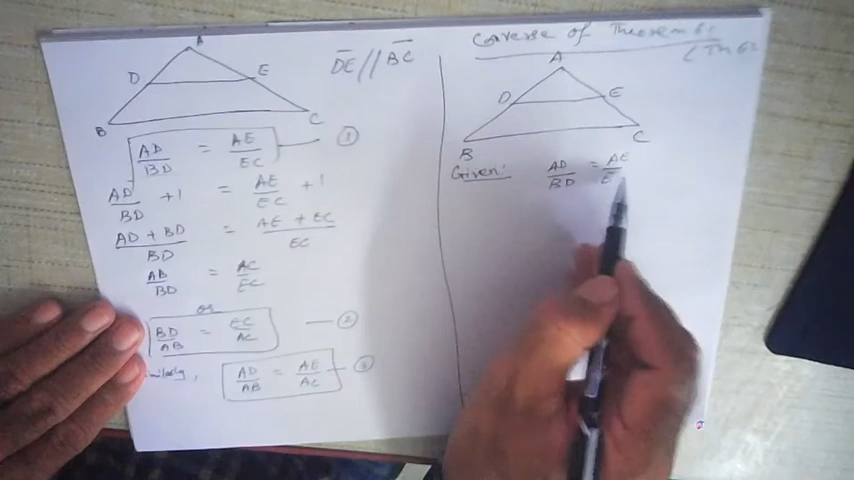 A
D E
B C
DE // BC
AD/BD = AE/EC ①
AD/BD + 1 = AE/EC + 1
AD + BD/BD = AE + EC/EC
AB/BD = AC/EC
or
BD/AB = EC/AC ②
AD/AB = AE/AC ③
Converse of Theorem
A
D E
B C
Given:
AD/BD = AE